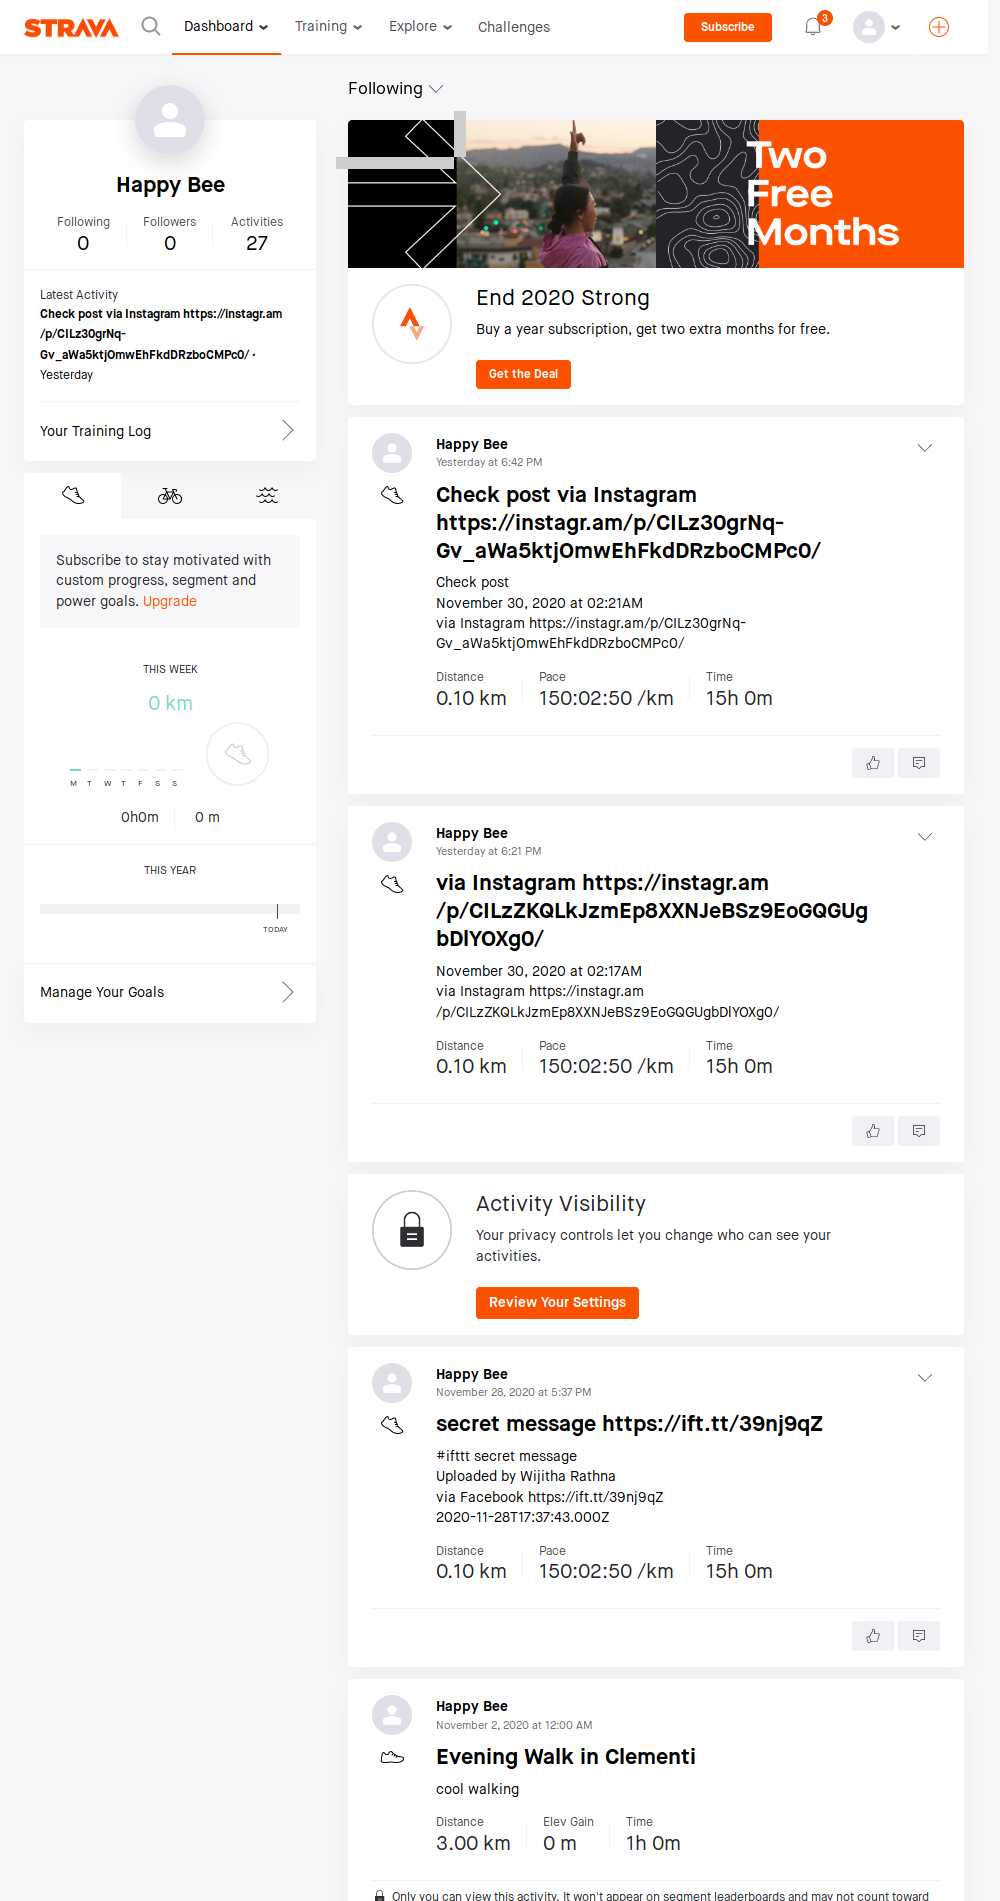 STRAVA
Dashboard
Training
Explore
Challenges
Subscribe
3
Following
Happy Bee
Following
0
Followers
0
Activities
27
Latest Activity
Check post via Instagram https://instagr.am
/p/CILz30grNq-
Gv_aWa5ktjOmwEhFkdDRzboCMPc0/ ·
Yesterday
Your Training Log
Subscribe to stay motivated with
custom progress, segment and
power goals. Upgrade
THIS WEEK
0 km
M T W T F S S
0h0m
0 m
THIS YEAR
TODAY
Manage Your Goals
Two
Free
Months
End 2020 Strong
Buy a year subscription, get two extra months for free.
Get the Deal
Happy Bee
Yesterday at 6:42 PM
Check post via Instagram
https://instagr.am/p/CILz30grNq-
Gv_aWa5ktjOmwEhFkdDRzboCMPc0/
Check post
November 30, 2020 at 02:21AM
via Instagram https://instagr.am/p/CILz30grNq-
Gv_aWa5ktjOmwEhFkdDRzboCMPc0/
Distance
0.10 km
Pace
150:02:50 /km
Time
15h 0m
Happy Bee
Yesterday at 6:21 PM
via Instagram https://instagr.am
/p/CILzZKQLkJzmEp8XXNJeBSz9EoGQGUg
bDlYOXg0/
November 30, 2020 at 02:17AM
via Instagram https://instagr.am
/p/CILzZKQLkJzmEp8XXNJeBSz9EoGQGUgbDlYOXg0/
Distance
0.10 km
Pace
150:02:50 /km
Time
15h 0m
Activity Visibility
Your privacy controls let you change who can see your
activities.
Review Your Settings
Happy Bee
November 28, 2020 at 5:37 PM
secret message https://ift.tt/39nj9qZ
#ifttt secret message
Uploaded by Wijitha Rathna
via Facebook https://ift.tt/39nj9qZ
2020-11-28T17:37:43.000Z
Distance
0.10 km
Pace
150:02:50 /km
Time
15h 0m
Happy Bee
November 2, 2020 at 12:00 AM
Evening Walk in Clementi
cool walking
Distance
3.00 km
Elev Gain
0 m
Time
1h 0m
Only you can view this activity. It won't appear on segment leaderboards and may not count toward